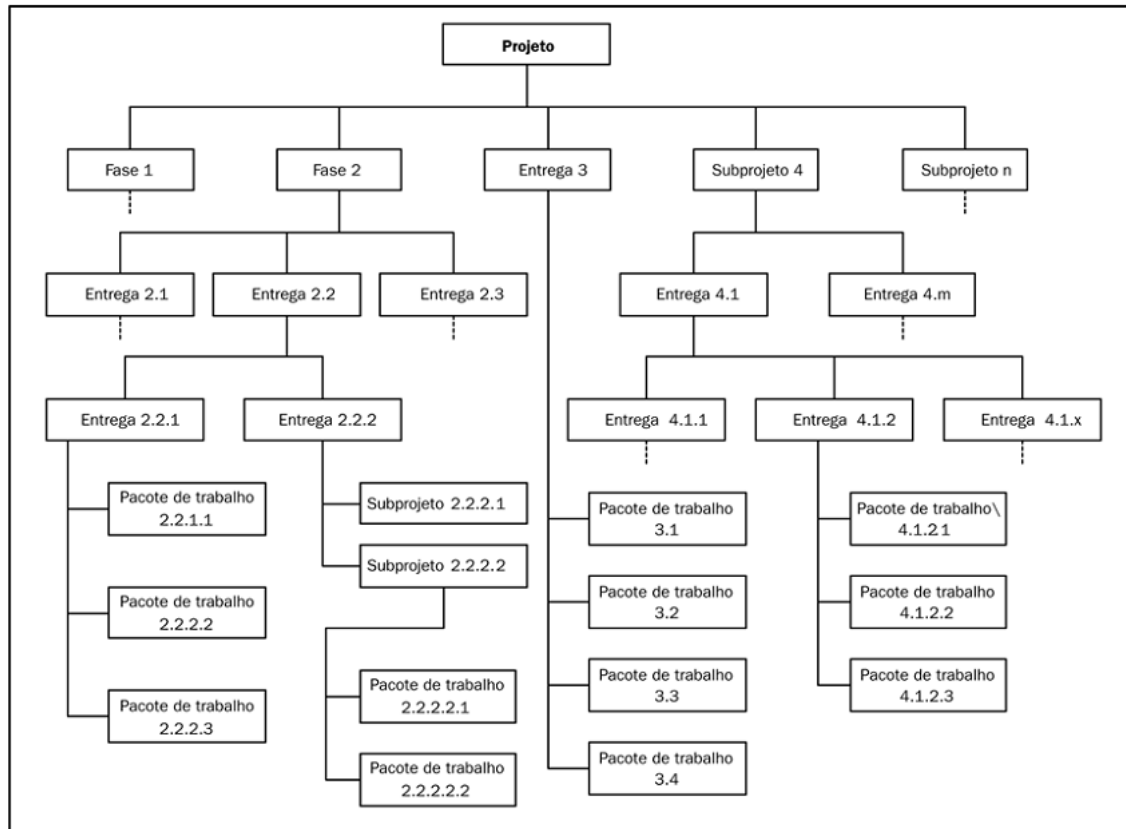 Projeto
Fase 1
Fase 2
Entrega 3
Subprojeto 4
Subprojeto n
Entrega 2.1
Entrega 2.2
Entrega 2.3
Entrega 4.1
Entrega 4.m
Entrega 2.2.1
Entrega 2.2.2
Entrega 4.1.1
Entrega 4.1.2
Entrega 4.1.x
Pacote de trabalho
2.2.1.1
Pacote de trabalho
2.2.2.2
Pacote de trabalho
2.2.2.3
Subprojeto 2.2.2.1
Subprojeto 2.2.2.2
Pacote de trabalho
2.2.2.2.1
Pacote de trabalho
2.2.2.2.2
Pacote de trabalho
3.1
Pacote de trabalho
3.2
Pacote de trabalho
3.3
Pacote de trabalho
3.4
Pacote de trabalho\
4.1.2 1
Pacote de trabalho
4.1.2.2
Pacote de trabalho
4.1.2.3